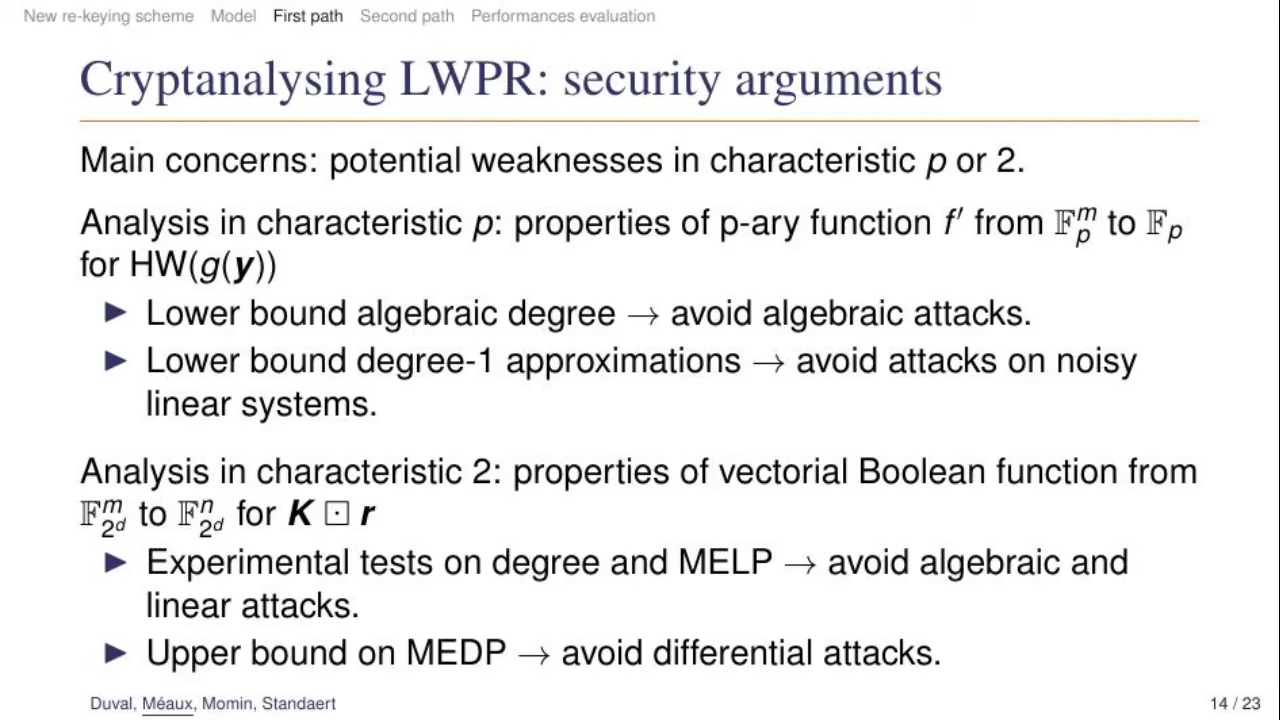 New re-keying scheme Model First path Second path Performances evaluation
Cryptanalysing LWPR: security arguments
Main concerns: potential weaknesses in characteristic p or 2.
Analysis in characteristic p: properties of p-ary function f′ from 𝔽ₚᵐ to 𝔽ₚ
for HW(g(y))
▶ Lower bound algebraic degree → avoid algebraic attacks.
▶ Lower bound degree-1 approximations → avoid attacks on noisy
linear systems.
Analysis in characteristic 2: properties of vectorial Boolean function from
𝔽_{2^d}^m to 𝔽_{2^d}^n for K ⊡ r
▶ Experimental tests on degree and MELP → avoid algebraic and
linear attacks.
▶ Upper bound on MEDP → avoid differential attacks.
Duval, Méaux, Momin, Standaert 14 / 23